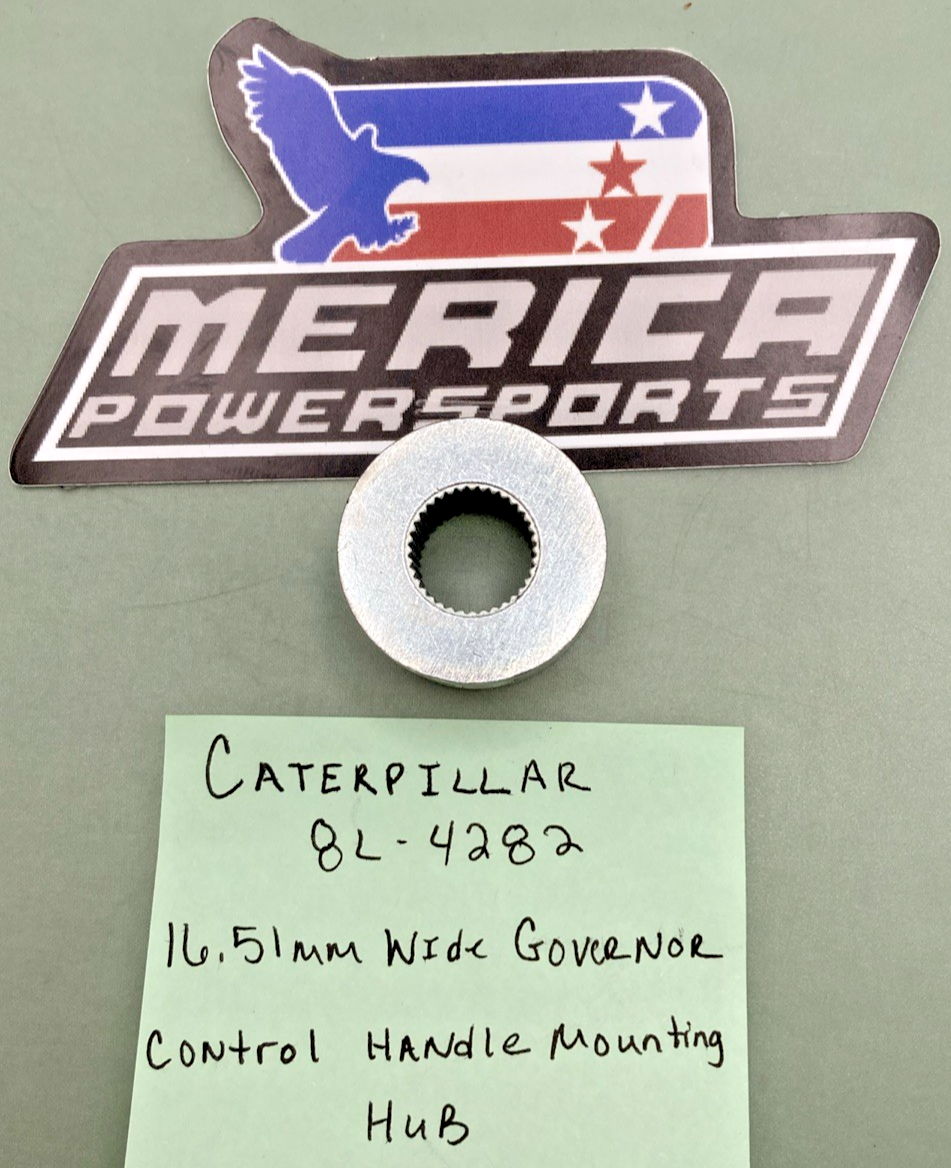 MERICA
POWERSPORTS
CATERPILLAR
8L-4282
16.51mm WIde GOVERNOR
CONtrol HANdle Mounting
HuB